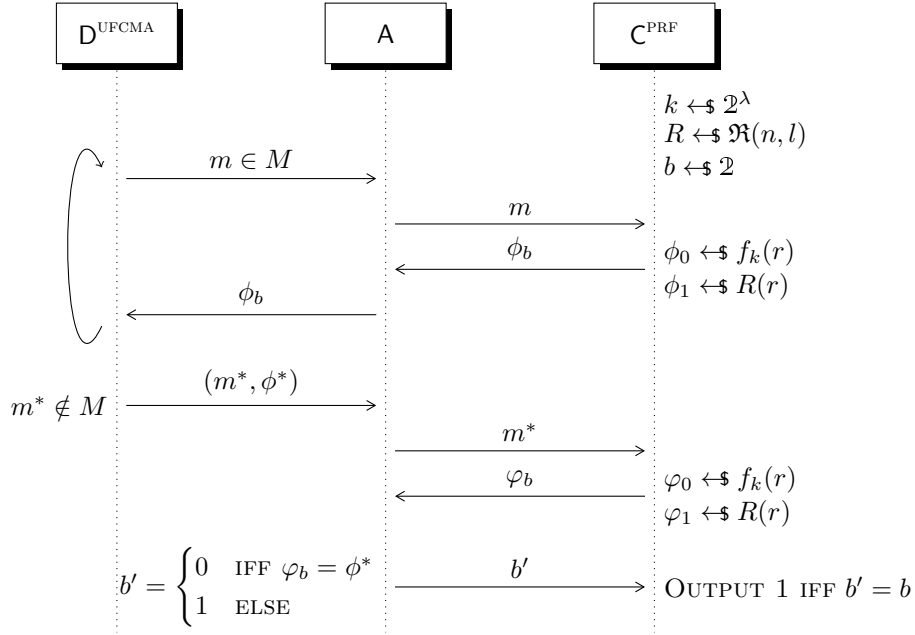 D^UFCMA A C^PRF
k ←$ 𝟚^λ
R ←$ ℜ(n, l)
b ←$ 𝟚
m ∈ M
m
ϕ_b
ϕ_0 ←$ f_k(r)
ϕ_1 ←$ R(r)
ϕ_b
m* ∉ M
(m*, ϕ*)
m*
φ_b
φ_0 ←$ f_k(r)
φ_1 ←$ R(r)
b′ = { 0 IFF φ_b = ϕ*
1 ELSE
b′
OUTPUT 1 IFF b′ = b